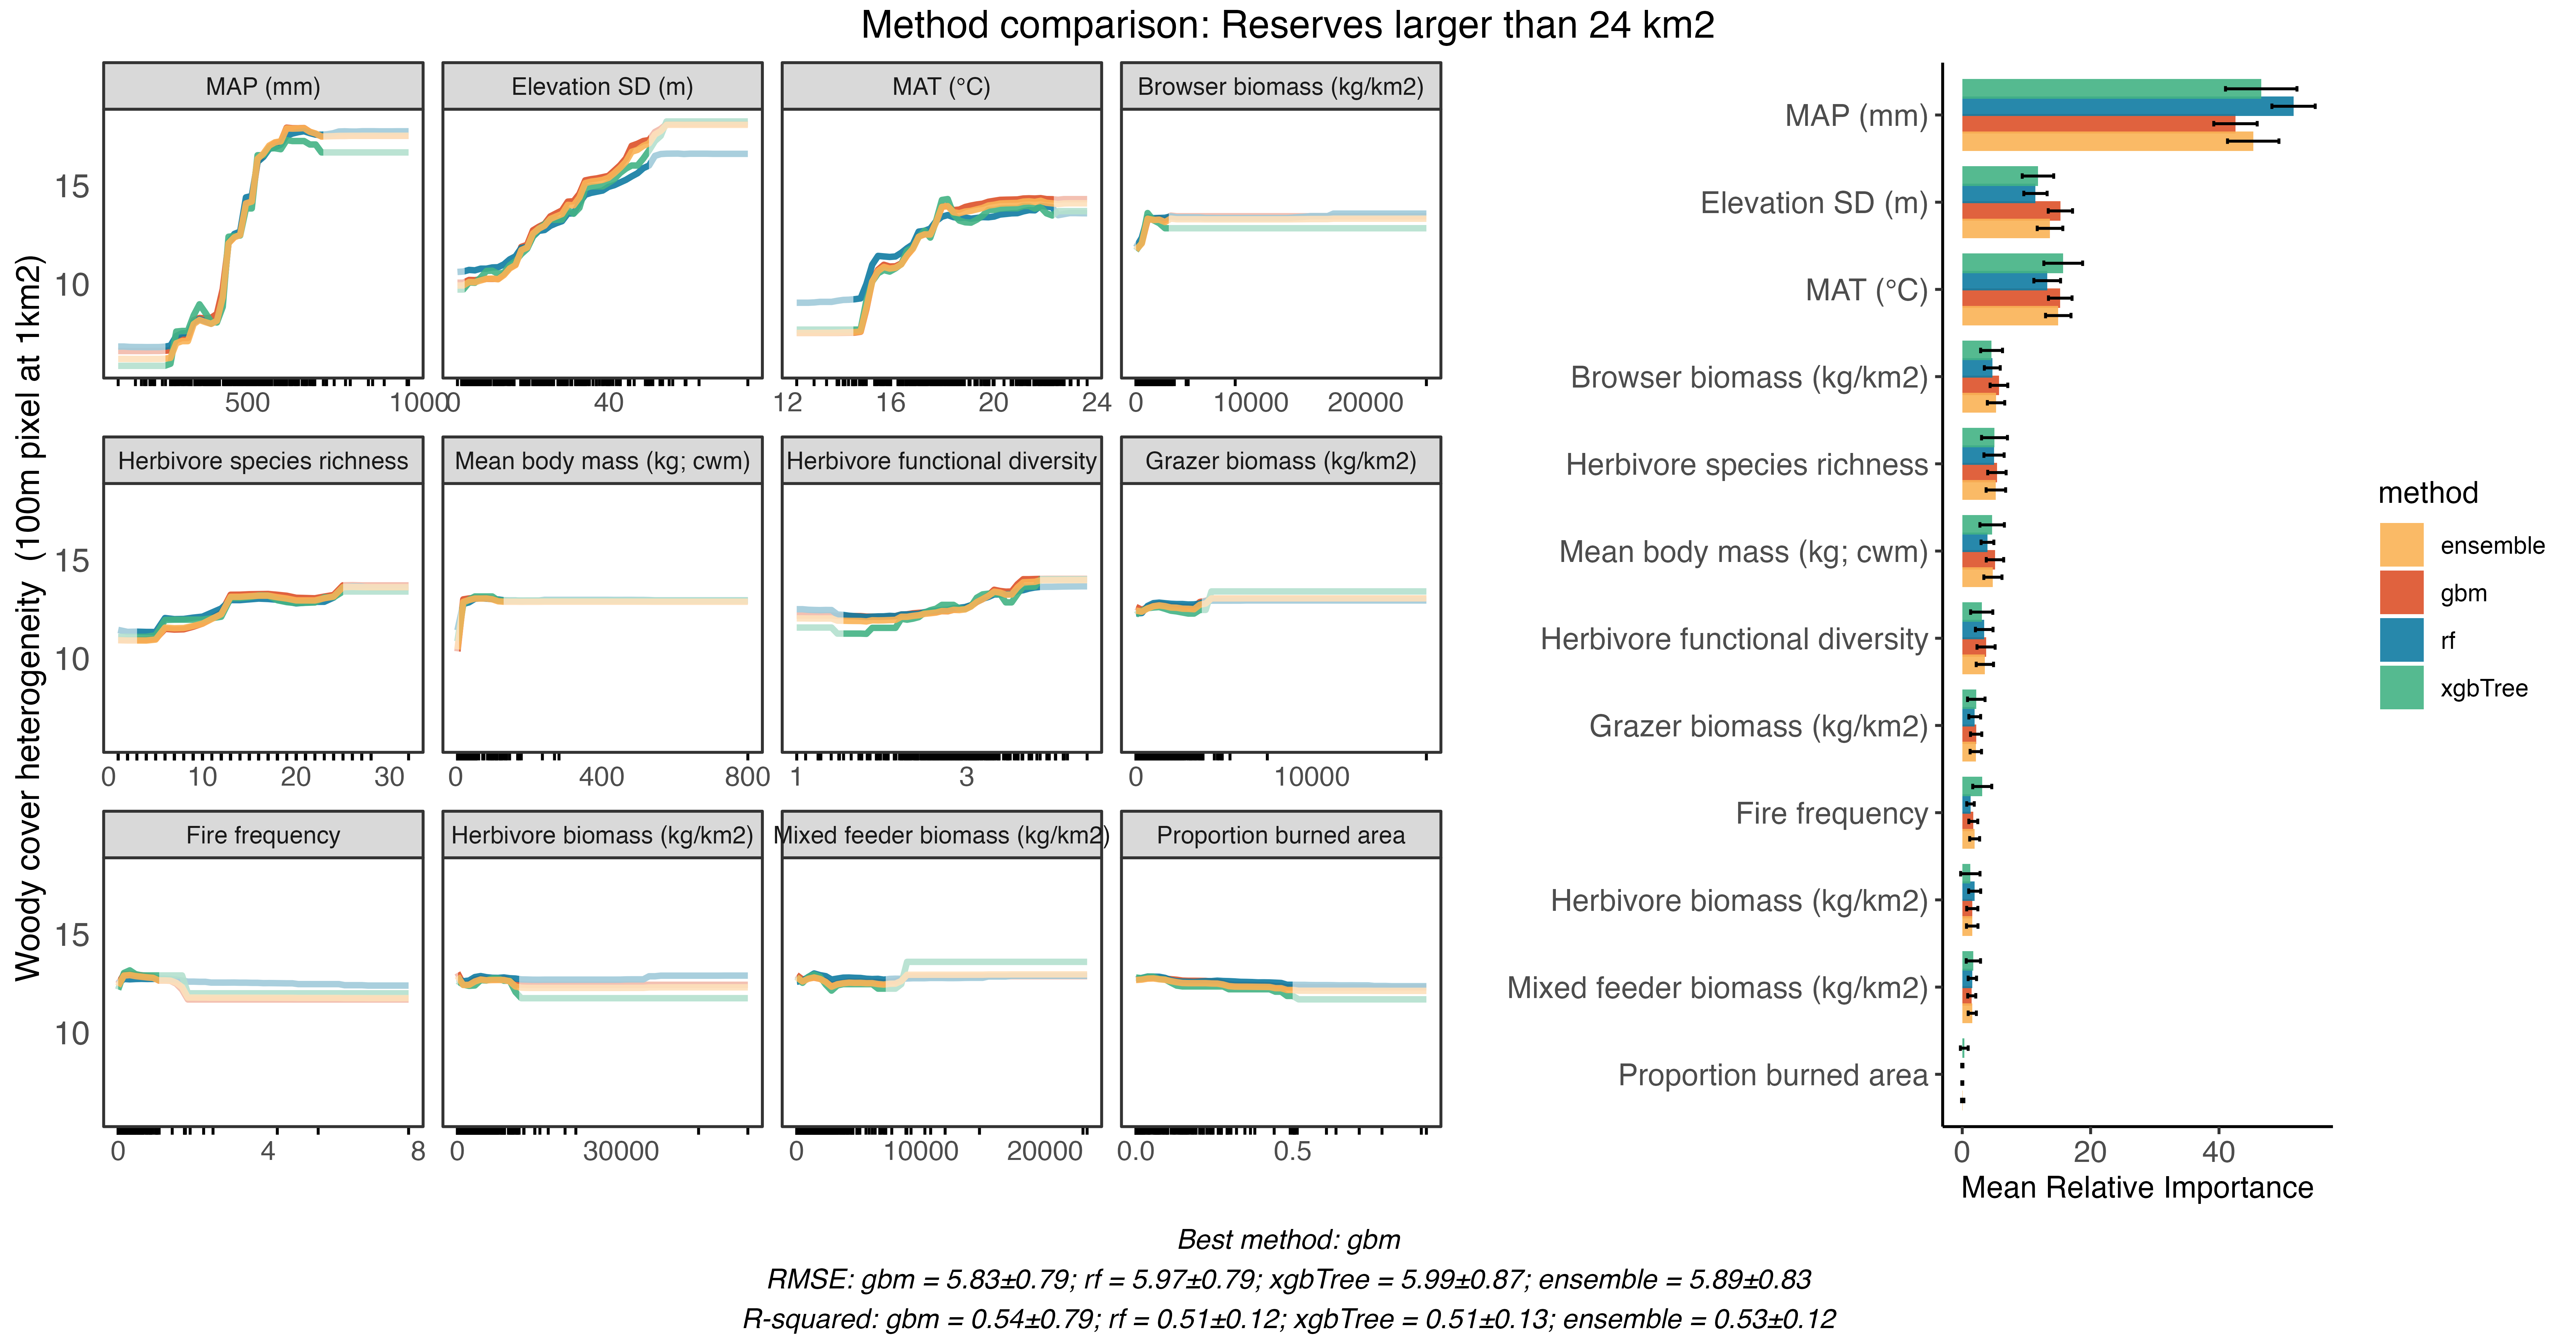 Method comparison: Reserves larger than 24 km2
Woody cover heterogeneity (100m pixel at 1km2)
MAP (mm)
Elevation SD (m)
MAT (°C)
Browser biomass (kg/km2)
15
10
500
1000
0
40
12
16
20
24
0
10000
20000
Herbivore species richness
Mean body mass (kg; cwm)
Herbivore functional diversity
Grazer biomass (kg/km2)
15
10
0
10
20
30
0
400
800
1
3
0
10000
Fire frequency
Herbivore biomass (kg/km2)
Mixed feeder biomass (kg/km2)
Proportion burned area
15
10
0
4
8
0
30000
0
10000
20000
0.0
0.5
MAP (mm)
Elevation SD (m)
MAT (°C)
Browser biomass (kg/km2)
Herbivore species richness
Mean body mass (kg; cwm)
Herbivore functional diversity
Grazer biomass (kg/km2)
Fire frequency
Herbivore biomass (kg/km2)
Mixed feeder biomass (kg/km2)
Proportion burned area
0
20
40
Mean Relative Importance
method
ensemble
gbm
rf
xgbTree
Best method: gbm
RMSE: gbm = 5.83±0.79; rf = 5.97±0.79; xgbTree = 5.99±0.87; ensemble = 5.89±0.83
R-squared: gbm = 0.54±0.79; rf = 0.51±0.12; xgbTree = 0.51±0.13; ensemble = 0.53±0.12